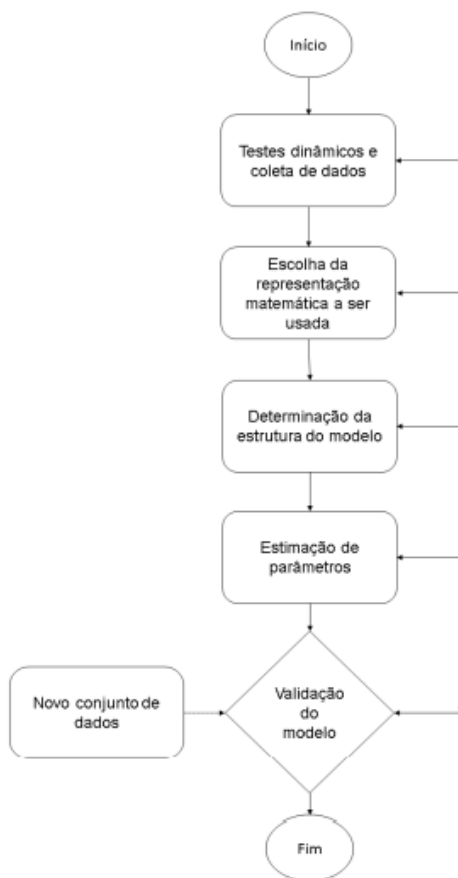 Início
Testes dinâmicos e
coleta de dados
Escolha da
representação
matemática a ser
usada
Determinação da
estrutura do modelo
Estimação de
parâmetros
Novo conjunto de
dados
Validação
do
modelo
Fim